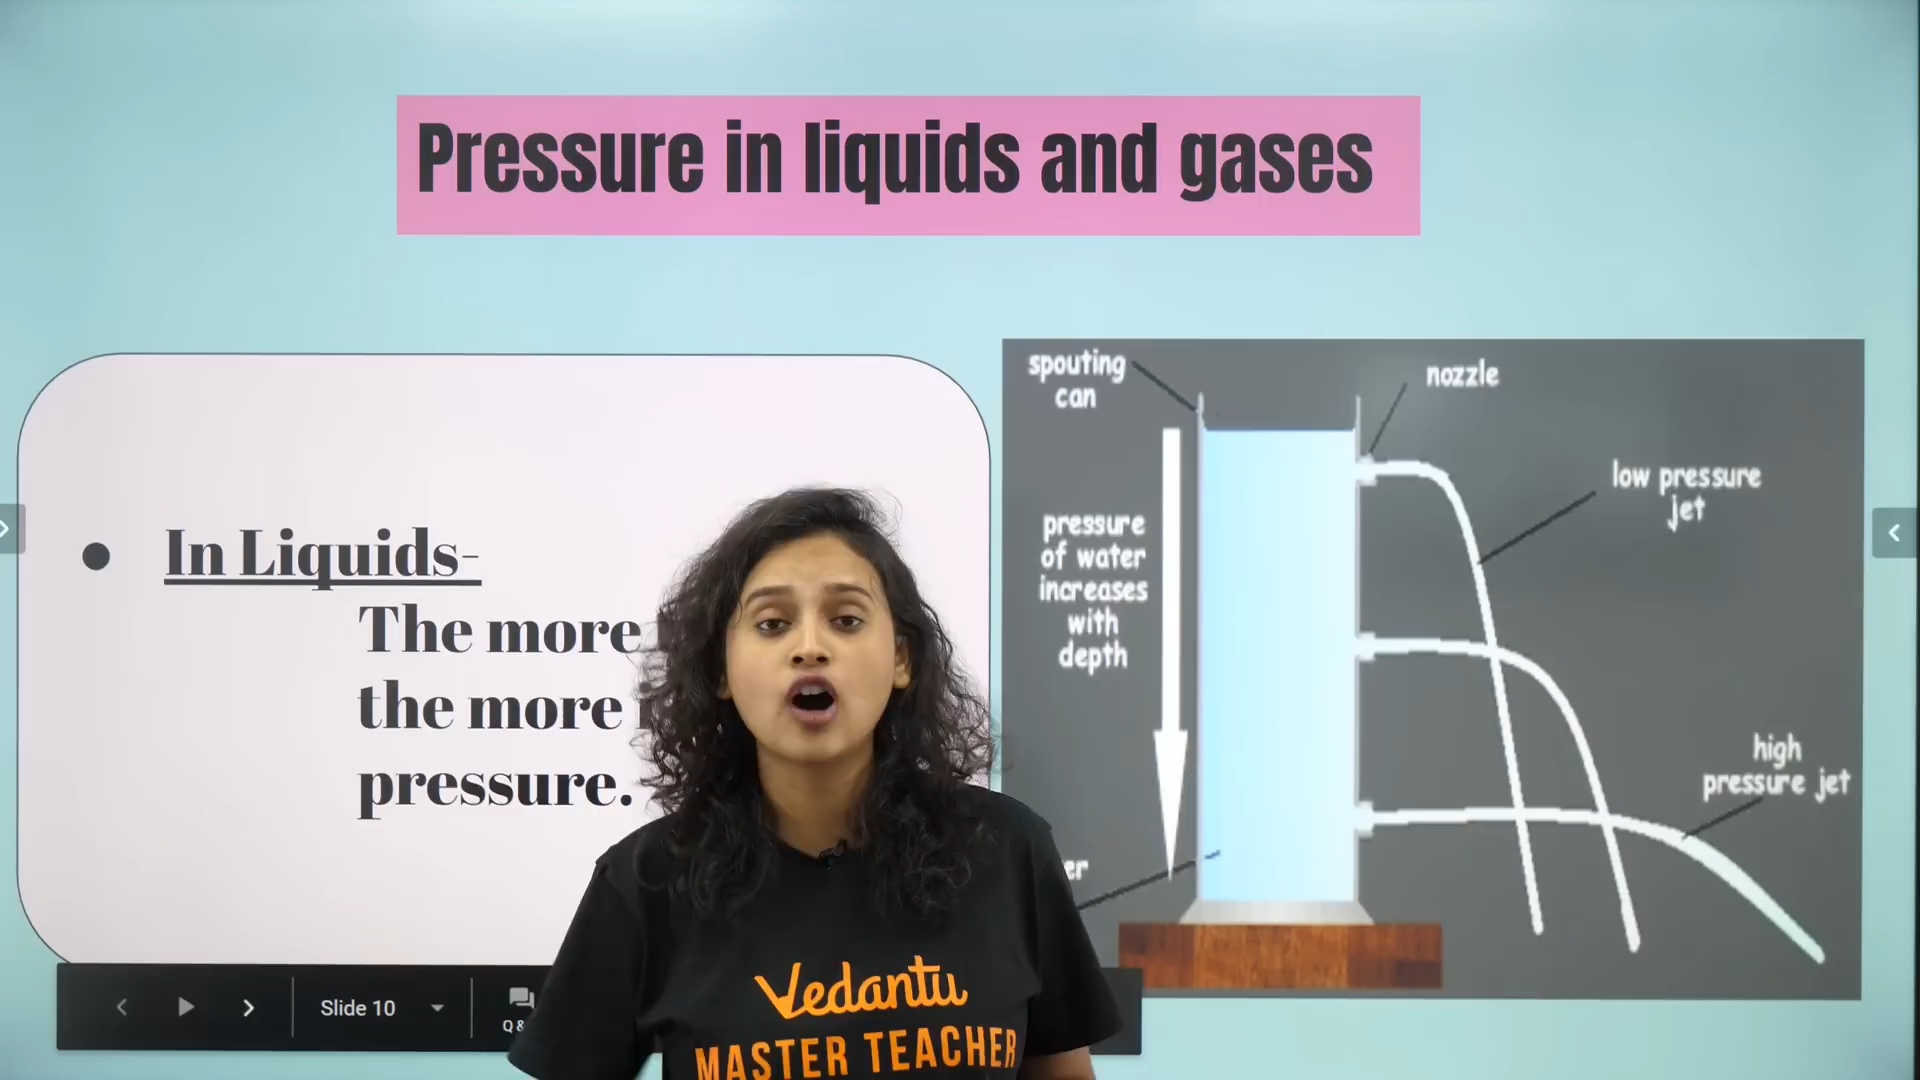 Pressure in liquids and gases
In Liquids-
The more
the more
pressure.
spouting
can
nozzle
low pressure
jet
pressure
of water
increases
with
depth
high
pressure jet
Slide 10
Vedantu
MASTER TEACHER